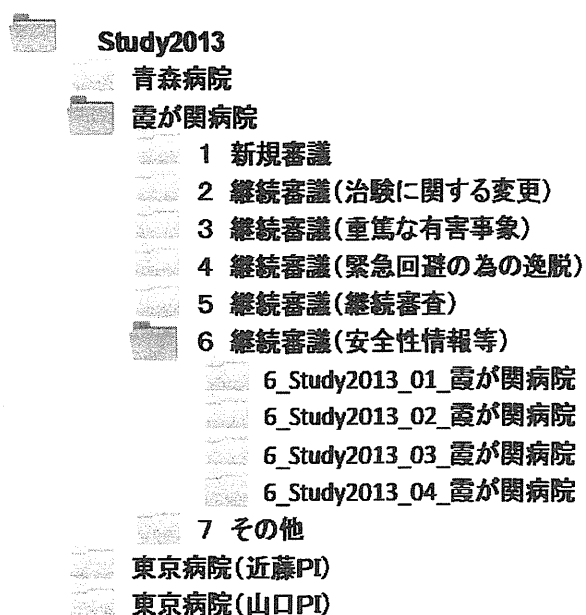 Study2013
青森病院
霞が関病院
1 新規審議
2 継続審議(治験に関する変更)
3 継続審議(重篤な有害事象)
4 継続審議(緊急回避の為の逸脱)
5 継続審議(継続審査)
6 継続審議(安全性情報等)
6_Study2013_01_霞が関病院
6_Study2013_02_霞が関病院
6_Study2013_03_霞が関病院
6_Study2013_04_霞が関病院
7 その他
東京病院(近藤PI)
東京病院(山口PI)